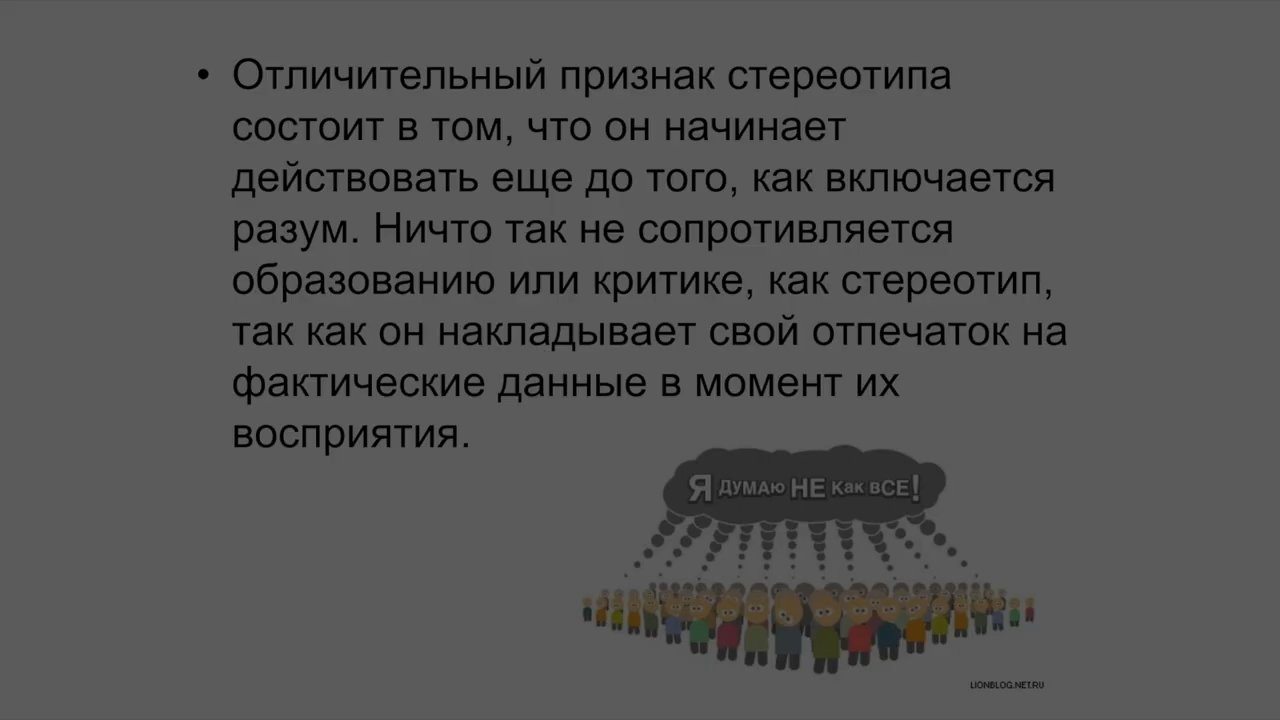 • Отличительный признак стереотипа
состоит в том, что он начинает
действовать еще до того, как включается
разум. Ничто так не сопротивляется
образованию или критике, как стереотип,
так как он накладывает свой отпечаток на
фактические данные в момент их
восприятия.
Я ДУМАЮ НЕ КаК ВСЕ!
LIONBLOG.NET.RU